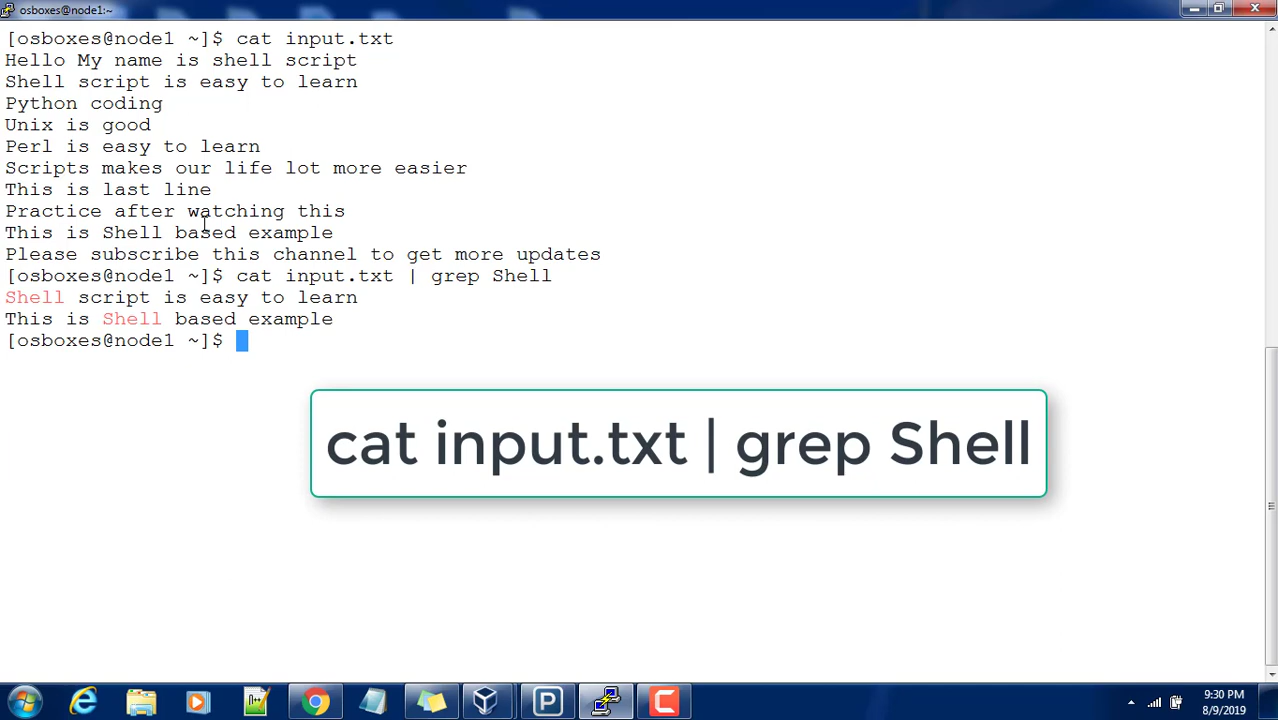 osboxes@node1:~
[osboxes@node1 ~]$ cat input.txt
Hello My name is shell script
Shell script is easy to learn
Python coding
Unix is good
Perl is easy to learn
Scripts makes our life lot more easier
This is last line
Practice after watching this
This is Shell based example
Please subscribe this channel to get more updates
[osboxes@node1 ~]$ cat input.txt | grep Shell
Shell script is easy to learn
This is Shell based example
[osboxes@node1 ~]$
cat input.txt | grep Shell
9:30 PM
8/9/2019